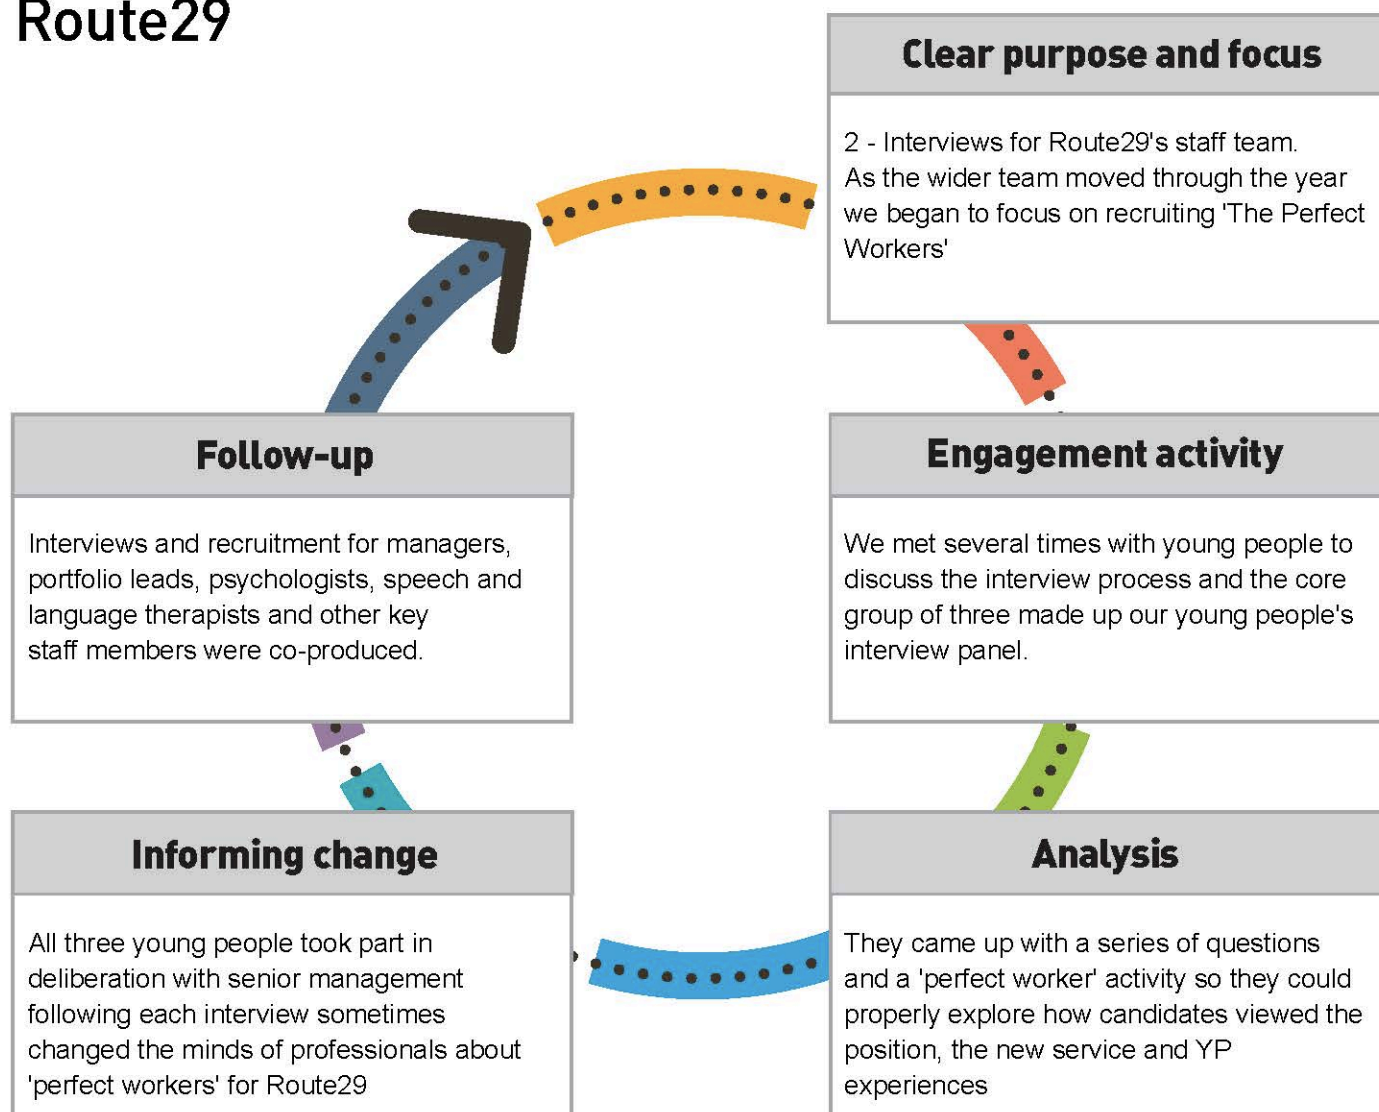 Route29
Clear purpose and focus
2 - Interviews for Route29's staff team.
As the wider team moved through the year
we began to focus on recruiting 'The Perfect
Workers'
Engagement activity
We met several times with young people to
discuss the interview process and the core
group of three made up our young people's
interview panel.
Analysis
They came up with a series of questions
and a 'perfect worker' activity so they could
properly explore how candidates viewed the
position, the new service and YP
experiences
Informing change
All three young people took part in
deliberation with senior management
following each interview sometimes
changed the minds of professionals about
'perfect workers' for Route29
Follow-up
Interviews and recruitment for managers,
portfolio leads, psychologists, speech and
language therapists and other key
staff members were co-produced.